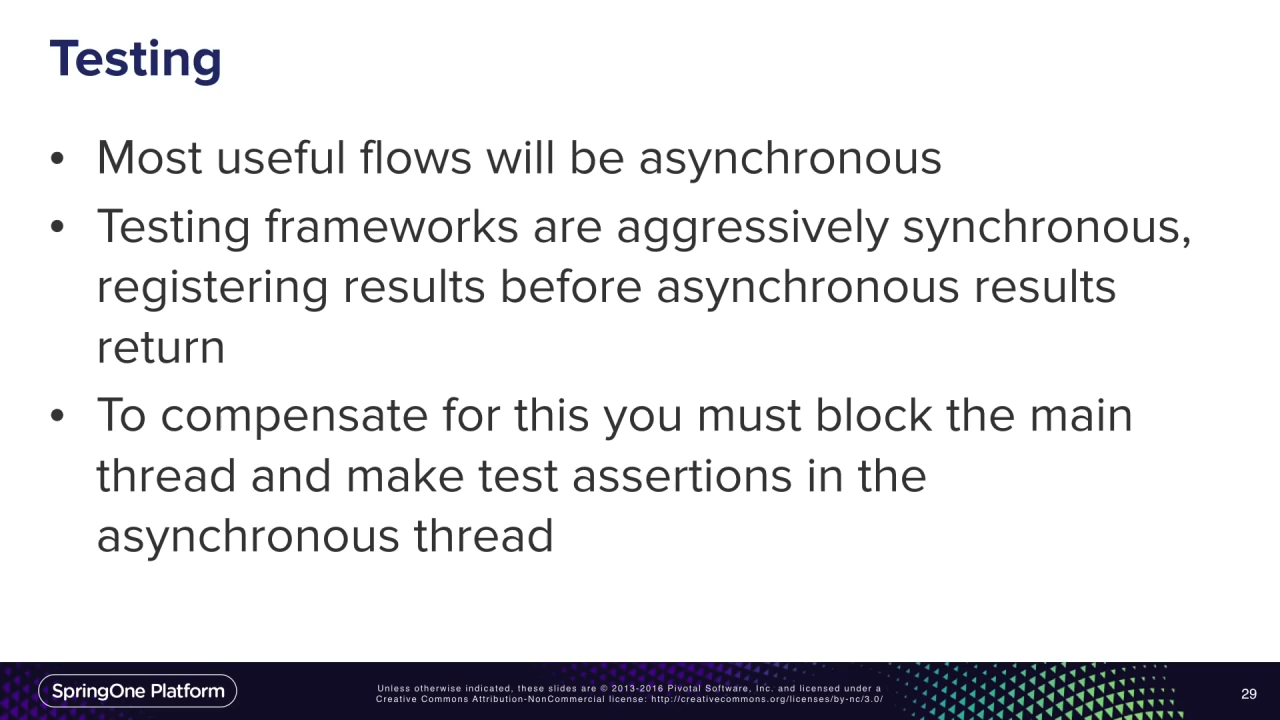 Testing
• Most useful flows will be asynchronous
• Testing frameworks are aggressively synchronous,
registering results before asynchronous results
return
• To compensate for this you must block the main
thread and make test assertions in the
asynchronous thread
SpringOne Platform
Unless otherwise indicated, these slides are © 2013-2016 Pivotal Software, Inc. and licensed under a
Creative Commons Attribution-NonCommercial license: http://creativecommons.org/licenses/by-nc/3.0/
29